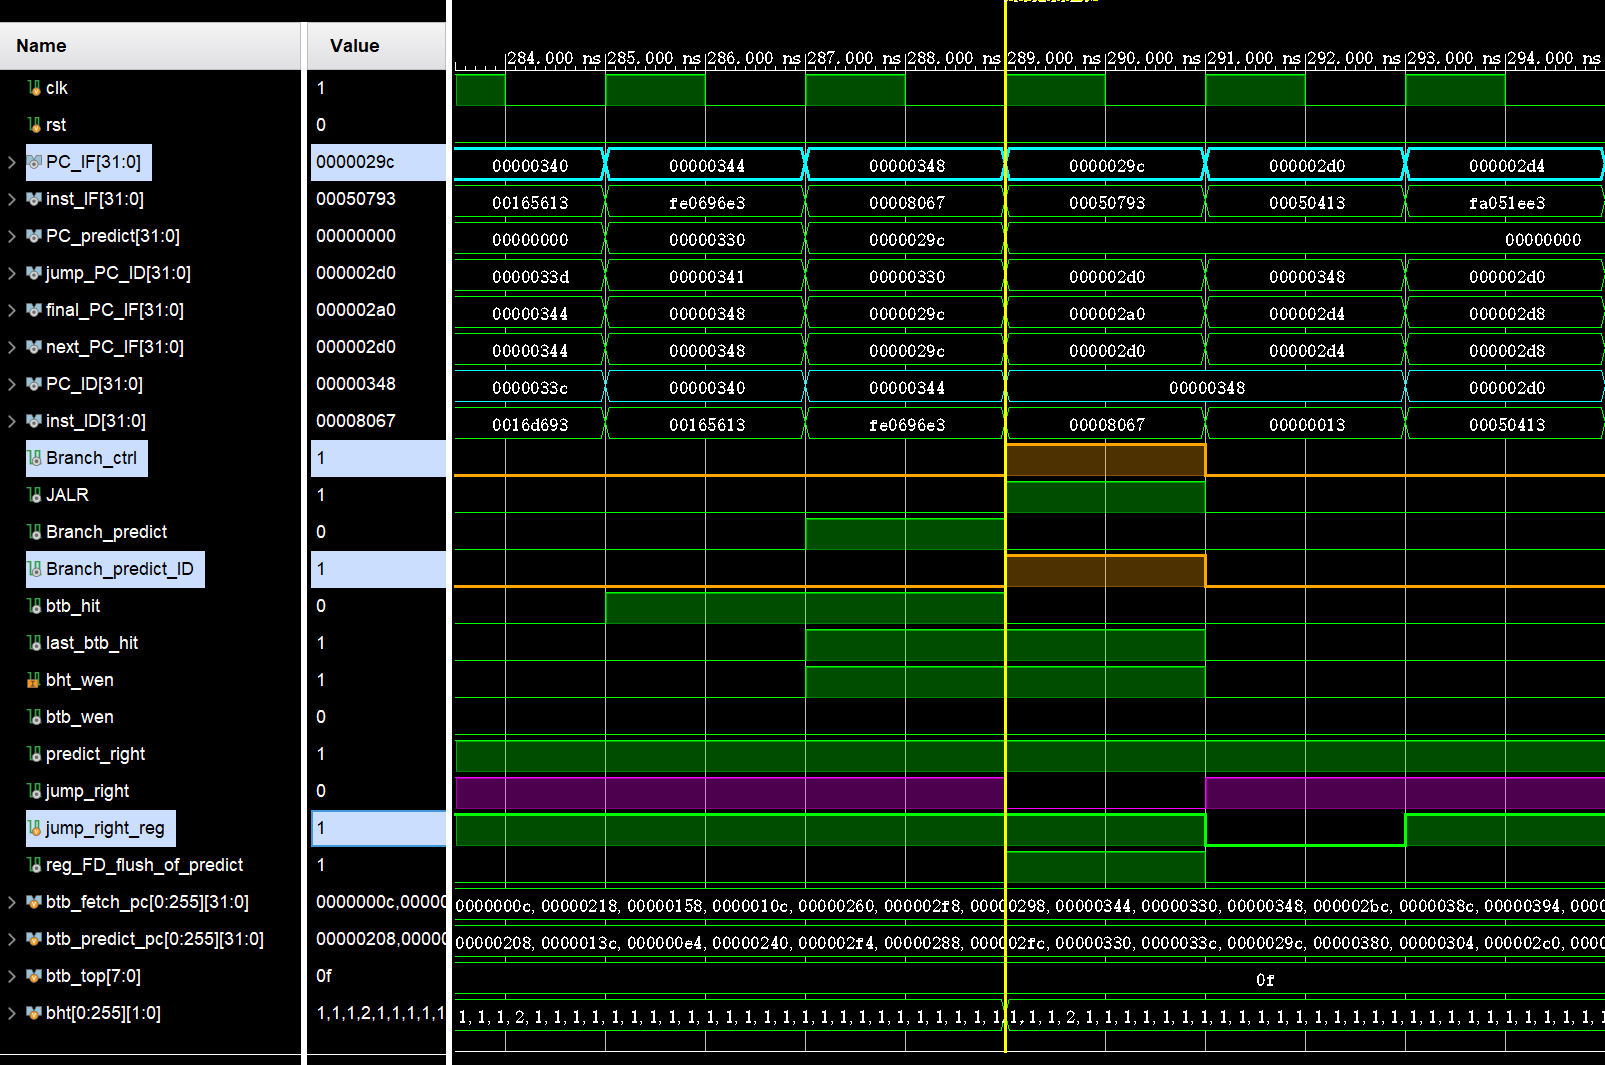 Name Value
284.000 ns 285.000 ns 286.000 ns 287.000 ns 288.000 ns 289.000 ns 290.000 ns 291.000 ns 292.000 ns 293.000 ns 294.000 ns
clk 1
rst 0
PC_IF[31:0] 0000029c 00000340 00000344 00000348 0000029c 000002d0 000002d4
inst_IF[31:0] 00050793 00165613 fe0696e3 00008067 00050793 00050413 fa051ee3
PC_predict[31:0] 00000000 00000000 00000330 0000029c 00000000
jump_PC_ID[31:0] 000002d0 0000033d 00000341 00000330 000002d0 00000348 000002d0
final_PC_IF[31:0] 000002a0 00000344 00000348 0000029c 000002a0 000002d4 000002d8
next_PC_IF[31:0] 000002d0 00000344 00000348 0000029c 000002d0 000002d4 000002d8
PC_ID[31:0] 00000348 0000033c 00000340 00000344 00000348 000002d0
inst_ID[31:0] 00008067 0016d693 00165613 fe0696e3 00008067 00000013 00050413
Branch_ctrl 1
JALR 1
Branch_predict 0
Branch_predict_ID 1
btb_hit 0
last_btb_hit 1
bht_wen 1
btb_wen 0
predict_right 1
jump_right 0
jump_right_reg 1
reg_FD_flush_of_predict 1
btb_fetch_pc[0:255][31:0] 0000000c,00000 0000000c,00000218,00000158,0000010c,00000260,000002f8,00000298,00000344,00000330,00000348,000002bc,0000038c,00000394,0000
btb_predict_pc[0:255][31:0] 00000208,00000 00000208,0000013c,000000e4,00000240,000002f4,00000288,000002fc,00000330,0000033c,0000029c,00000380,00000304,000002c0,0000
btb_top[7:0] 0f 0f
bht[0:255][1:0] 1,1,1,2,1,1,1,1,1 1,1,1,2,1,1,1,1,1,1,1,1,1,1,1,1,1,1,1,1,1,1,1,1,1 1,1,1,2,1,1,1,1,1,1,1,1,1,1,1,1,1,1,1,1,1,1,1,1,1